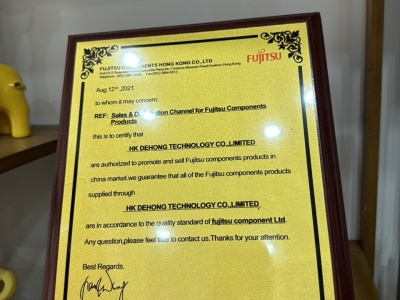 FUJITSU COMPONENTS HONG KONG CO., LTD
FUJITSU
Aug 12th,2021
to whom it may concern:
REF: Sales & Distribution Channel for Fujitsu Components
Products
this is to certify that
HK DEHONG TECHNOLOGY CO.,LIMITED
are authorized to promote and sell Fujitsu components products in
china market.we guarantee that all of the Fujitsu components products
supplied through
HK DEHONG TECHNOLOGY CO.,LIMITED
are in accordance to the quality standard of fujitsu component Ltd.
Any question,please feel free to contact us.Thanks for your attention.
Best Regards.